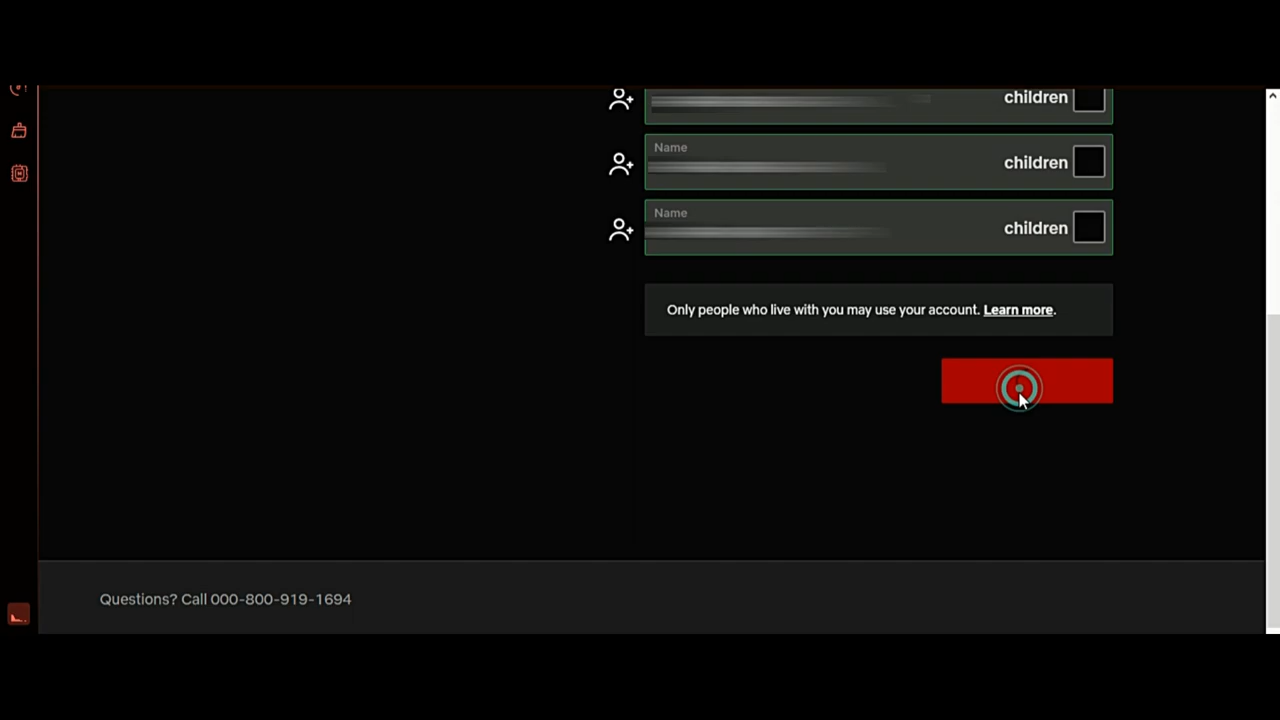 children
Name
children
Name
children
Only people who live with you may use your account. Learn more.
Questions? Call 000-800-919-1694